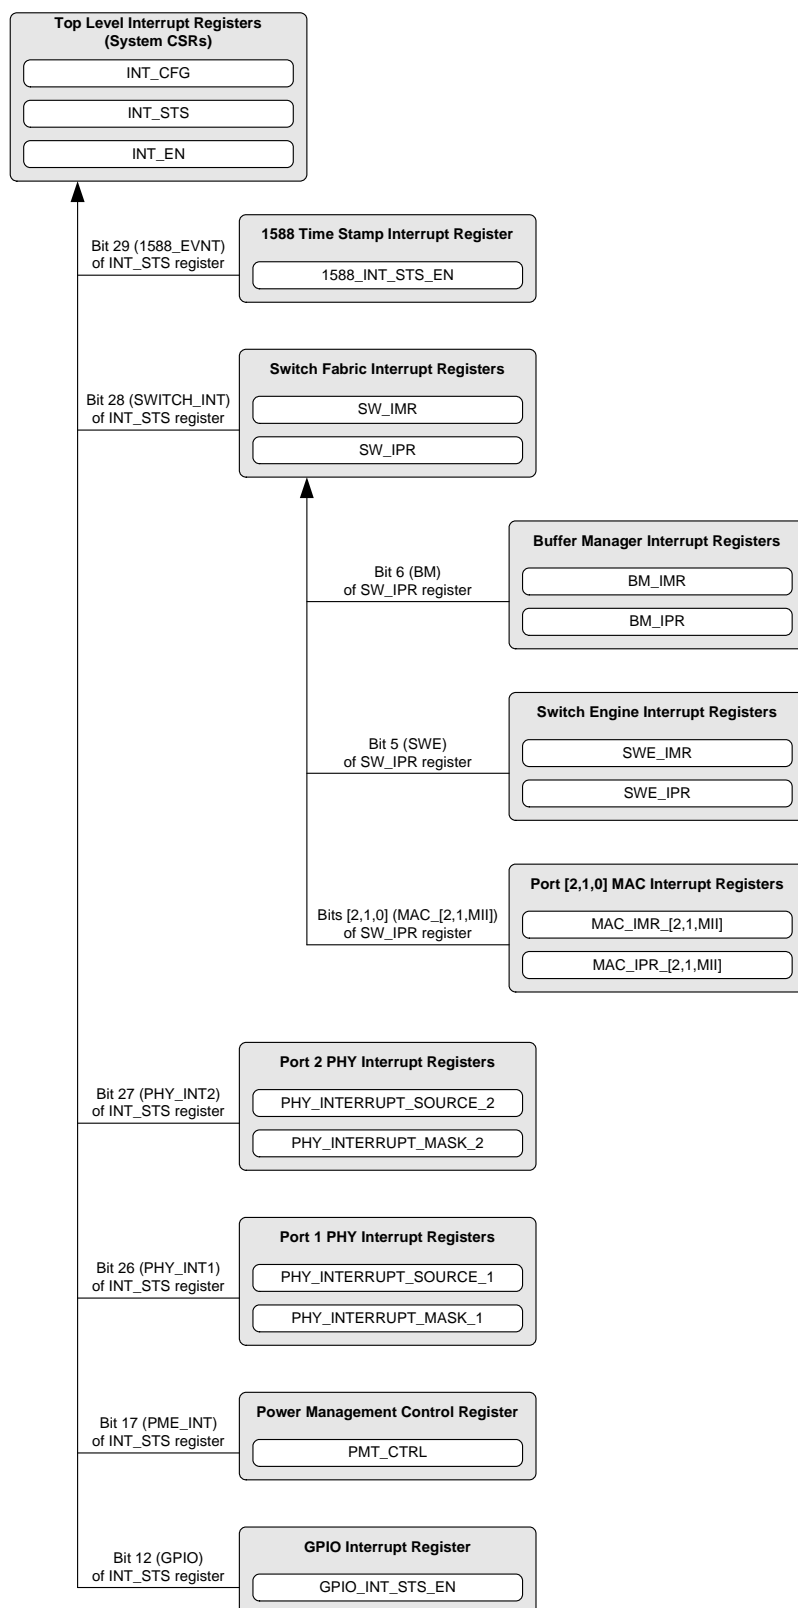 Top Level Interrupt Registers
(System CSRs)
INT_CFG
INT_STS
INT_EN
Bit 29 (1588_EVNT)
of INT_STS register
1588 Time Stamp Interrupt Register
1588_INT_STS_EN
Bit 28 (SWITCH_INT)
of INT_STS register
Switch Fabric Interrupt Registers
SW_IMR
SW_IPR
Bit 6 (BM)
of SW_IPR register
Buffer Manager Interrupt Registers
BM_IMR
BM_IPR
Bit 5 (SWE)
of SW_IPR register
Switch Engine Interrupt Registers
SWE_IMR
SWE_IPR
Bits [2,1,0] (MAC_[2,1,MII])
of SW_IPR register
Port [2,1,0] MAC Interrupt Registers
MAC_IMR_[2,1,MII]
MAC_IPR_[2,1,MII]
Bit 27 (PHY_INT2)
of INT_STS register
Port 2 PHY Interrupt Registers
PHY_INTERRUPT_SOURCE_2
PHY_INTERRUPT_MASK_2
Bit 26 (PHY_INT1)
of INT_STS register
Port 1 PHY Interrupt Registers
PHY_INTERRUPT_SOURCE_1
PHY_INTERRUPT_MASK_1
Bit 17 (PME_INT)
of INT_STS register
Power Management Control Register
PMT_CTRL
Bit 12 (GPIO)
of INT_STS register
GPIO Interrupt Register
GPIO_INT_STS_EN